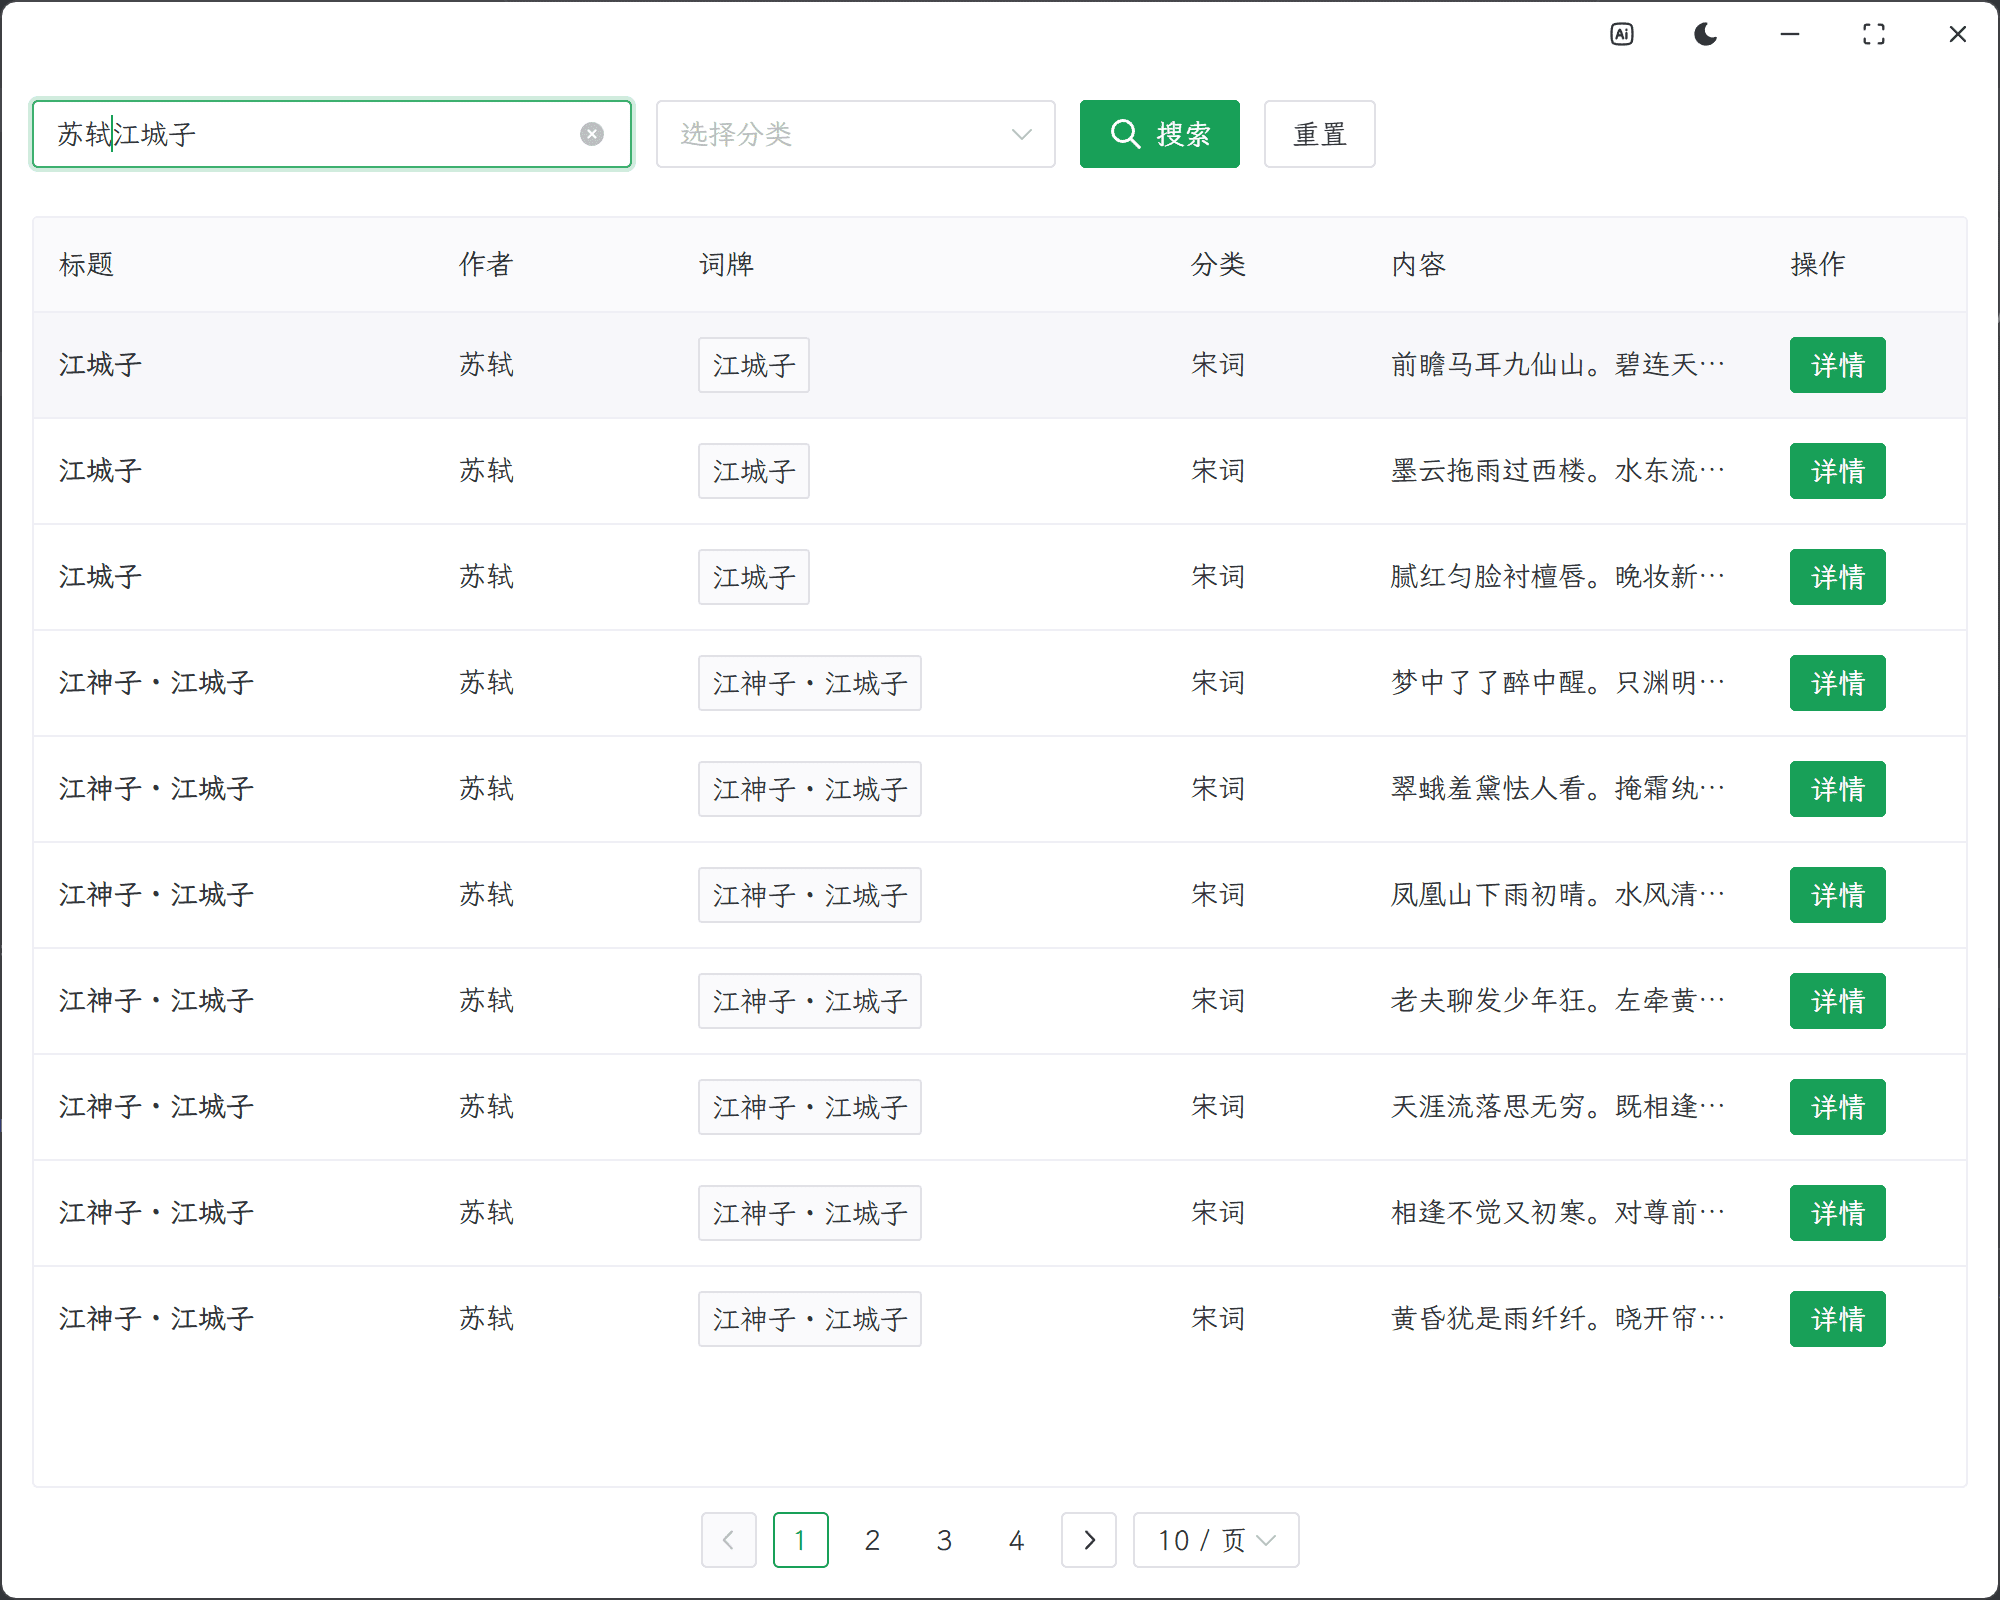 Ai
苏轼江城子 选择分类 搜索 重置
标题 作者 词牌 分类 内容 操作
江城子 苏轼 江城子 宋词 前瞻马耳九仙山。碧连天… 详情
江城子 苏轼 江城子 宋词 墨云拖雨过西楼。水东流… 详情
江城子 苏轼 江城子 宋词 腻红匀脸衬檀唇。晚妆新… 详情
江神子·江城子 苏轼 江神子·江城子 宋词 梦中了了醉中醒。只渊明… 详情
江神子·江城子 苏轼 江神子·江城子 宋词 翠蛾羞黛怯人看。掩霜纨… 详情
江神子·江城子 苏轼 江神子·江城子 宋词 凤凰山下雨初晴。水风清… 详情
江神子·江城子 苏轼 江神子·江城子 宋词 老夫聊发少年狂。左牵黄… 详情
江神子·江城子 苏轼 江神子·江城子 宋词 天涯流落思无穷。既相逢… 详情
江神子·江城子 苏轼 江神子·江城子 宋词 相逢不觉又初寒。对尊前… 详情
江神子·江城子 苏轼 江神子·江城子 宋词 黄昏犹是雨纤纤。晓开帘… 详情
1 2 3 4 10 / 页